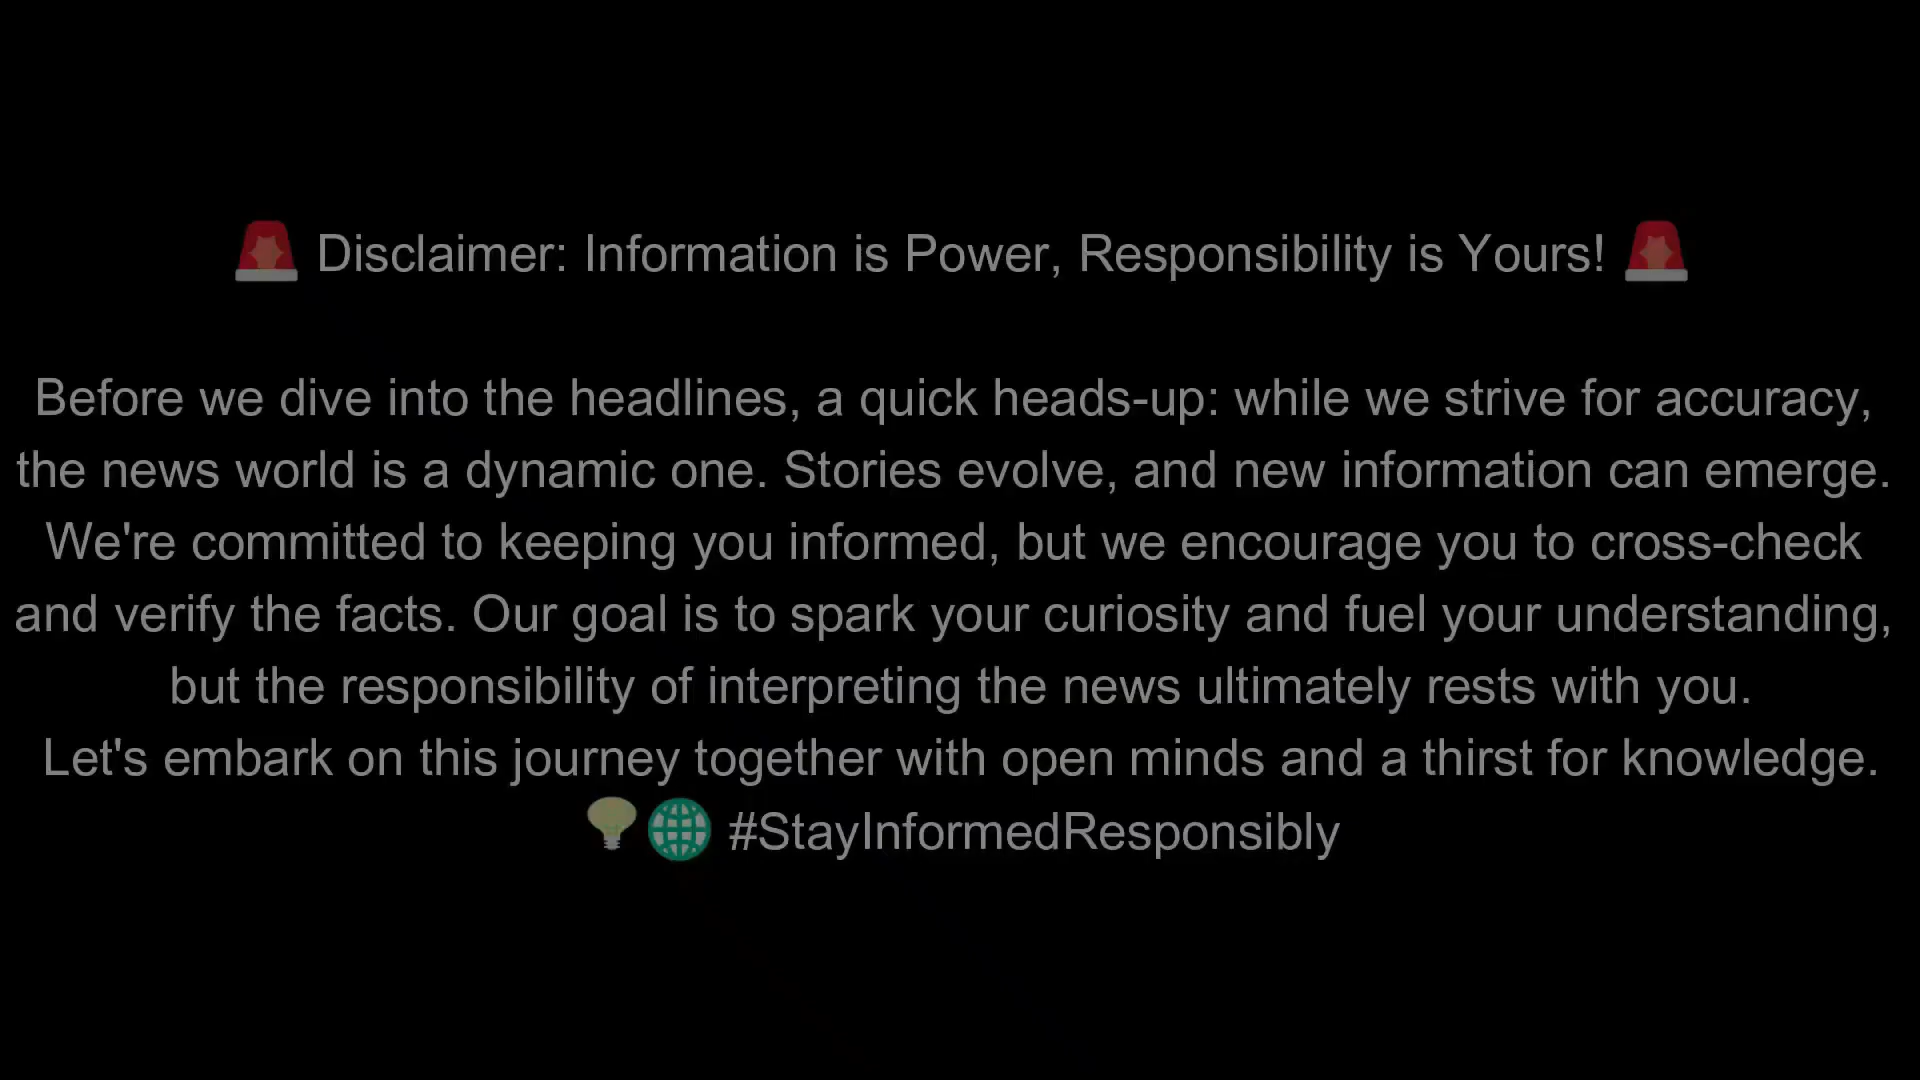 🚨 Disclaimer: Information is Power, Responsibility is Yours! 🚨
Before we dive into the headlines, a quick heads-up: while we strive for accuracy,
the news world is a dynamic one. Stories evolve, and new information can emerge.
We're committed to keeping you informed, but we encourage you to cross-check
and verify the facts. Our goal is to spark your curiosity and fuel your understanding,
but the responsibility of interpreting the news ultimately rests with you.
Let's embark on this journey together with open minds and a thirst for knowledge.
💡🌐 #StayInformedResponsibly